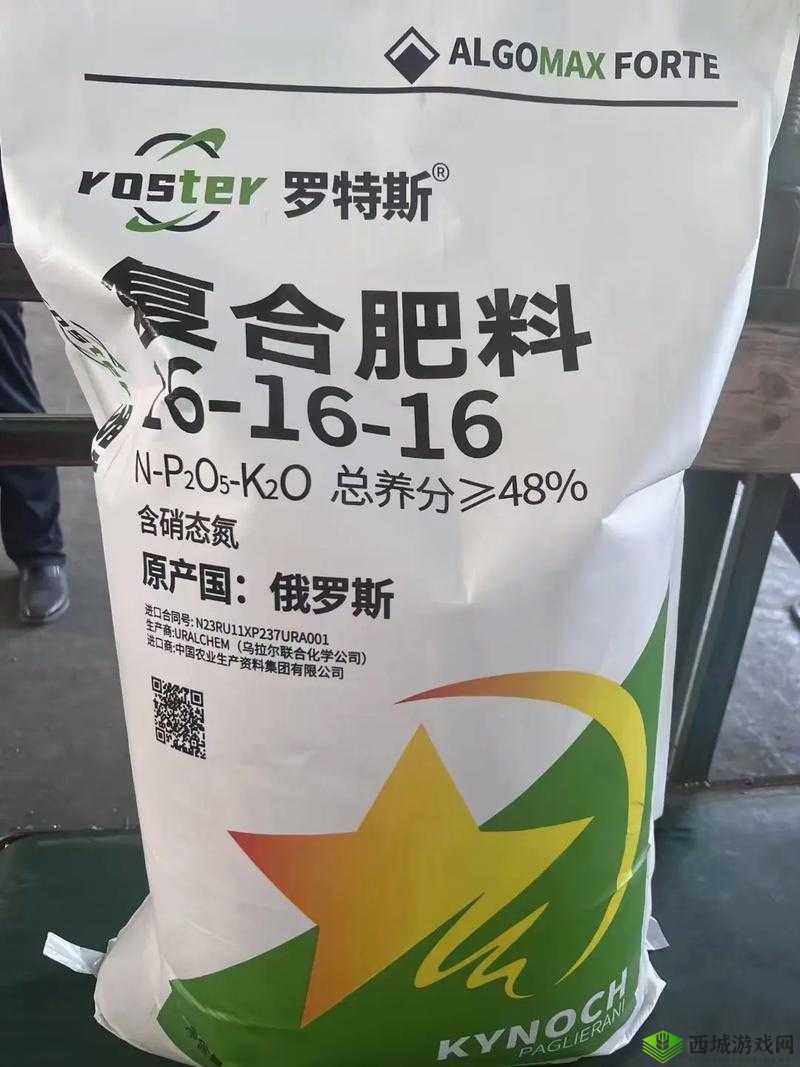 ALGOMAX FORTE
roster 罗特斯®
复合肥料
16-16-16
N-P₂O₅-K₂O 总养分≥48%
含硝态氮
原产国：俄罗斯
进口合同号: N23RU11XP237URA001
生产商:URALCHEM（乌拉尔联合化学公司）
进口商:中国农业生产资料集团有限公司
KYNOCH
PAGLIERANI
西城游戏网